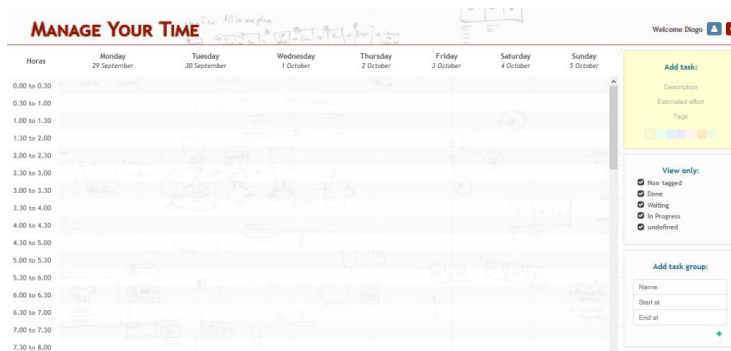 MANAGE YOUR TIME
Welcome Diogo
Horas
Monday
29 September
Tuesday
30 September
Wednesday
1 October
Thursday
2 October
Friday
3 October
Saturday
4 October
Sunday
5 October
0.00 to 0.30
0.30 to 1.00
1.00 to 1.30
1.30 to 2.00
2.00 to 2.30
2.30 to 3.00
3.00 to 3.30
3.30 to 4.00
4.00 to 4.30
4.30 to 5.00
5.00 to 5.30
5.30 to 6.00
6.00 to 6.30
6.30 to 7.00
7.00 to 7.30
7.30 to 8.00
Add task:
Description
Estimated effort
Tags
View only:
Non tagged
Done
Waiting
In Progress
undefined
Add task group:
Name
Start at
End at